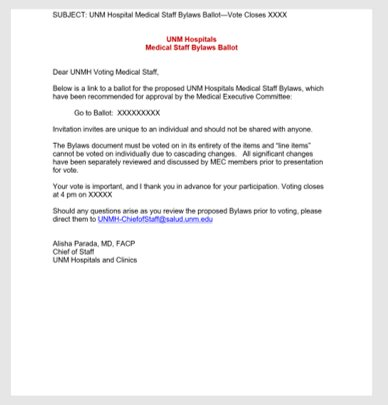 SUBJECT: UNM Hospital Medical Staff Bylaws Ballot—Vote Closes XXXX
UNM Hospitals
Medical Staff Bylaws Ballot
Dear UNMH Voting Medical Staff,
Below is a link to a ballot for the proposed UNM Hospitals Medical Staff Bylaws, which
have been recommended for approval by the Medical Executive Committee:
Go to Ballot:  XXXXXXXXX
Invitation invites are unique to an individual and should not be shared with anyone.
The Bylaws document must be voted on in its entirety of the items and “line items”
cannot be voted on individually due to cascading changes.   All significant changes
have been separately reviewed and discussed by MEC members prior to presentation
for vote.
Your vote is important, and I thank you in advance for your participation. Voting closes
at 4 pm on XXXXX
Should any questions arise as you review the proposed Bylaws prior to voting, please
direct them to UNMH-ChiefofStaff@salud.unm.edu
Alisha Parada, MD, FACP
Chief of Staff
UNM Hospitals and Clinics